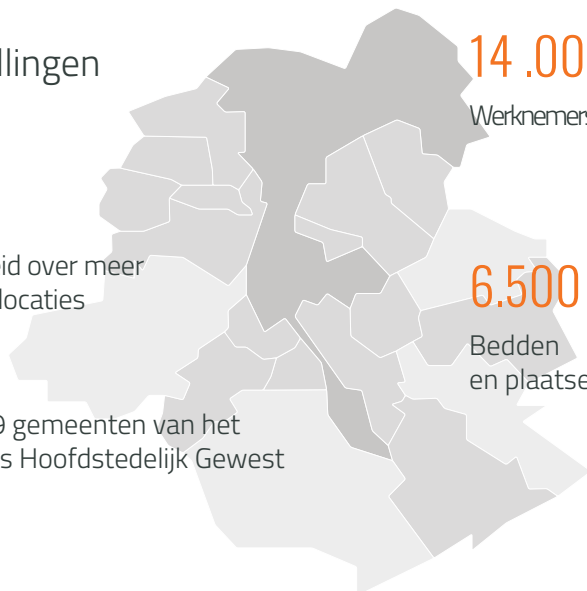 llingen
14 .00
Werknemers
id over meer
locaties
6.500
Bedden
en plaatse
9 gemeenten van het
s Hoofdstedelijk Gewest